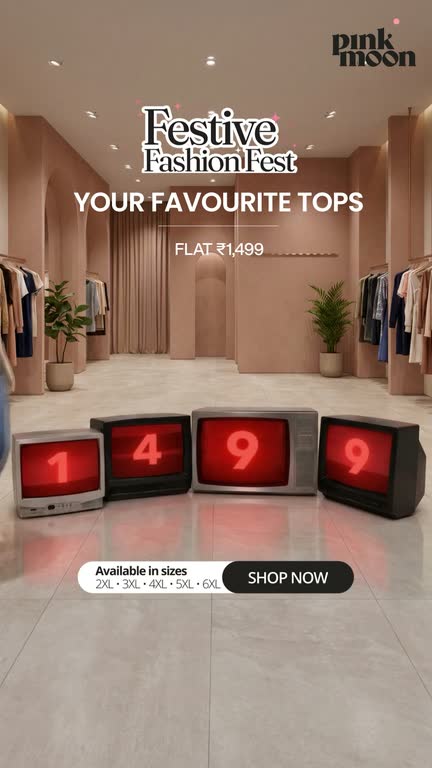 pink
moon
Festive
Fashion Fest
YOUR FAVOURITE TOPS
FLAT ₹1,499
1 4 9 9
Available in sizes
2XL • 3XL • 4XL • 5XL • 6XL
SHOP NOW